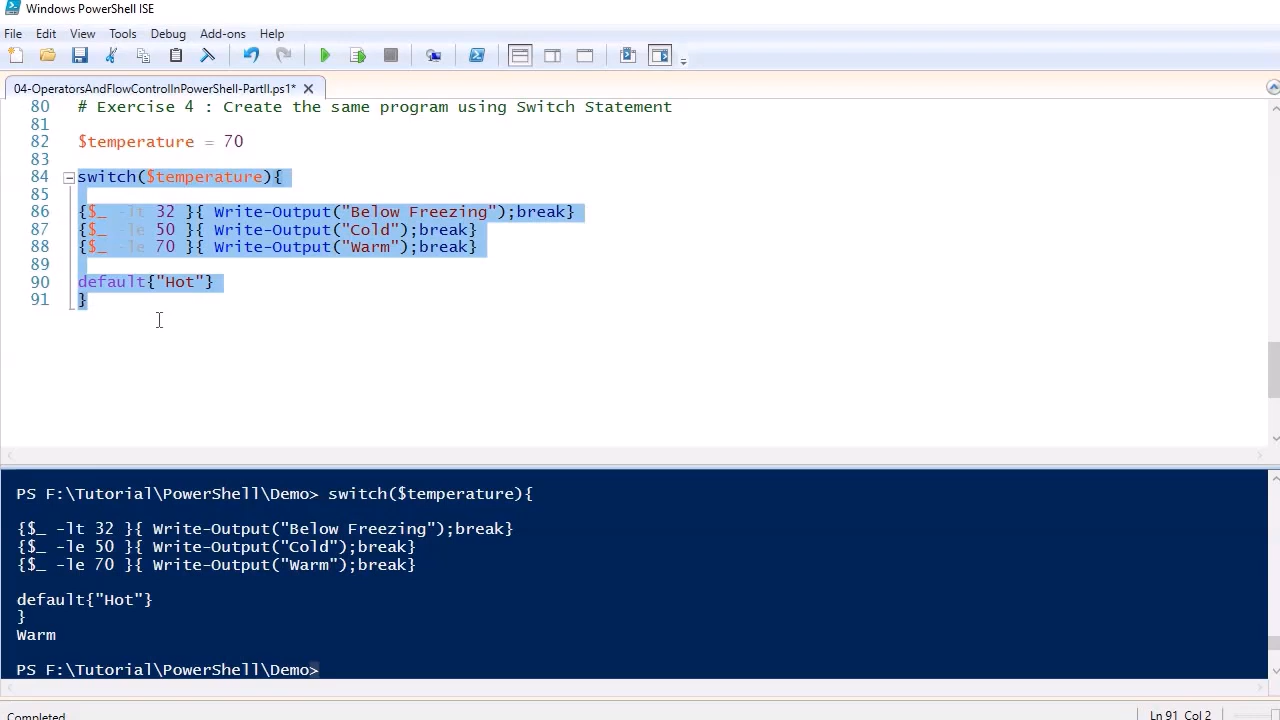 Windows PowerShell ISE
File Edit View Tools Debug Add-ons Help
04-OperatorsAndFlowControlInPowerShell-PartII.ps1*
80 # Exercise 4 : Create the same program using Switch Statement
81
82 $temperature = 70
83
84 switch($temperature){
85
86 {$_ -lt 32 }{ Write-Output("Below Freezing");break}
87 {$_ -le 50 }{ Write-Output("Cold");break}
88 {$_ -le 70 }{ Write-Output("Warm");break}
89
90 default{"Hot"}
91 }
PS F:\Tutorial\PowerShell\Demo> switch($temperature){
{$_ -lt 32 }{ Write-Output("Below Freezing");break}
{$_ -le 50 }{ Write-Output("Cold");break}
{$_ -le 70 }{ Write-Output("Warm");break}
default{"Hot"}
}
Warm
PS F:\Tutorial\PowerShell\Demo>
Completed Ln 91 Col 2